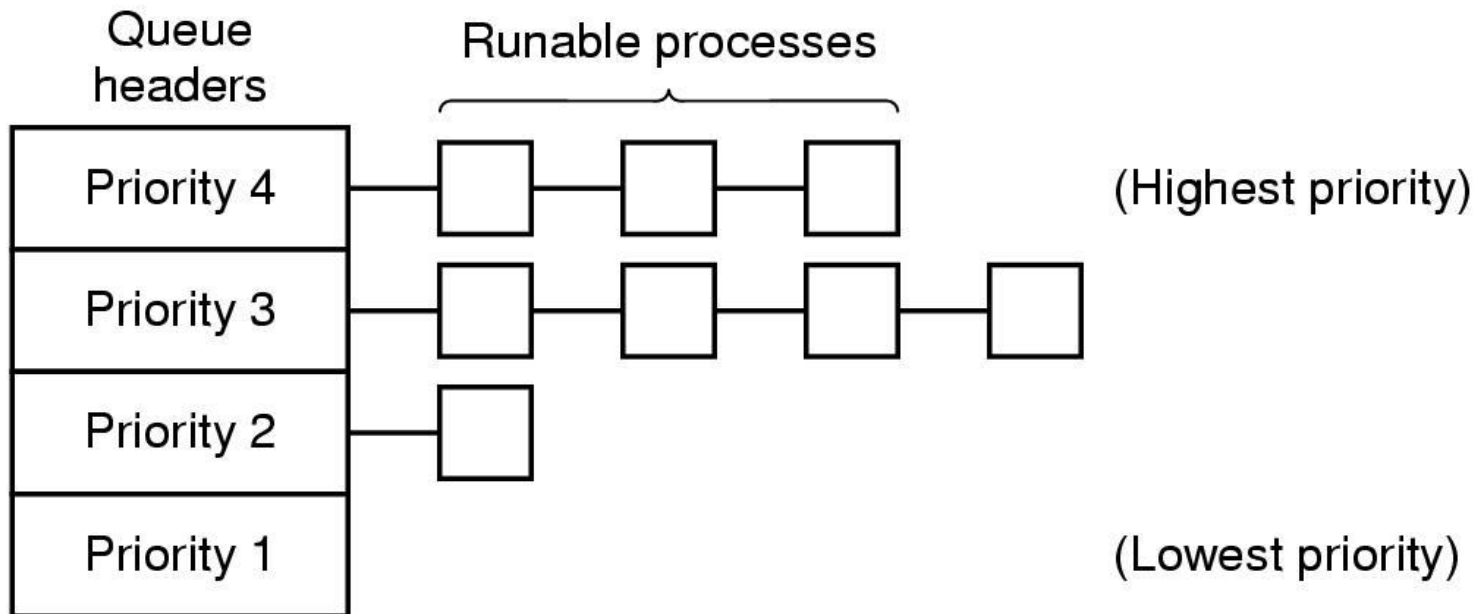 Queue
headers
Runable processes
Priority 4
(Highest priority)
Priority 3
Priority 2
Priority 1
(Lowest priority)